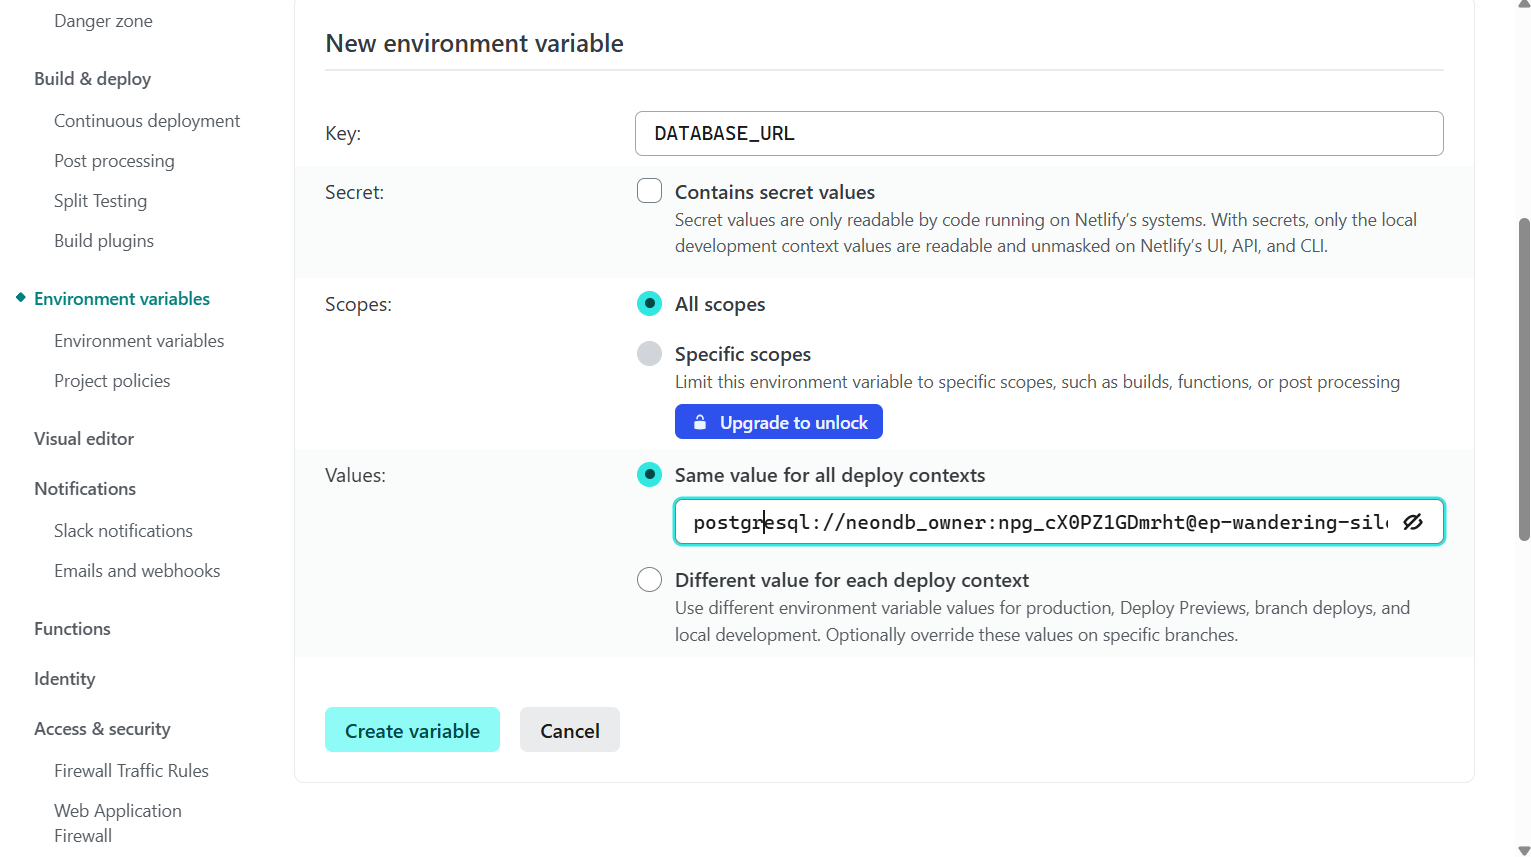 Danger zone
Build & deploy
Continuous deployment
Post processing
Split Testing
Build plugins
Environment variables
Environment variables
Project policies
Visual editor
Notifications
Slack notifications
Emails and webhooks
Functions
Identity
Access & security
Firewall Traffic Rules
Web Application
Firewall
New environment variable
Key:
DATABASE_URL
Secret:
Contains secret values
Secret values are only readable by code running on Netlify's systems. With secrets, only the local
development context values are readable and unmasked on Netlify's UI, API, and CLI.
Scopes:
All scopes
Specific scopes
Limit this environment variable to specific scopes, such as builds, functions, or post processing
Upgrade to unlock
Values:
Same value for all deploy contexts
postgresql://neondb_owner:npg_cX0PZ1GDmrht@ep-wandering-sil
Different value for each deploy context
Use different environment variable values for production, Deploy Previews, branch deploys, and
local development. Optionally override these values on specific branches.
Create variable
Cancel